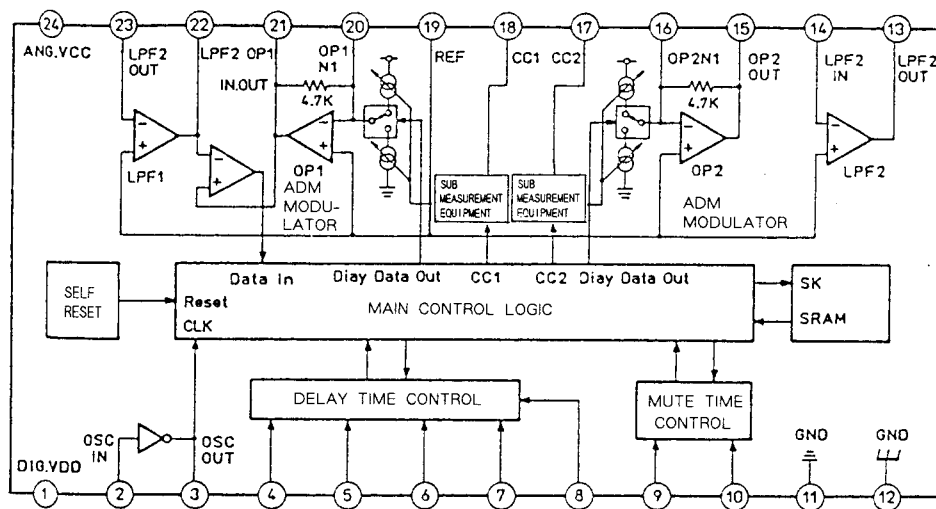 24 23 22 21 20 19 18 17 16 15 14 13
ANG.VCC
LPF2 OUT
LPF2
OP1 IN.OUT
OP1 N1
REF
CC1
CC2
OP2N1
OP2 OUT
LPF2 IN
LPF2 OUT
4.7K
4.7K
LPF1
OP1
ADM
MODU-
LATOR
SUB
MEASUREMENT
EQUIPMENT
SUB
MEASUREMENT
EQUIPMENT
OP2
ADM
MODULATOR
LPF2
SELF
RESET
Data In
Diay Data Out
CC1
CC2
Diay Data Out
Reset
MAIN CONTROL LOGIC
CLK
SK
SRAM
DELAY TIME CONTROL
MUTE TIME
CONTROL
DIG.VDD
OSC
IN
OSC
OUT
GND
GND
1 2 3 4 5 6 7 8 9 10 11 12